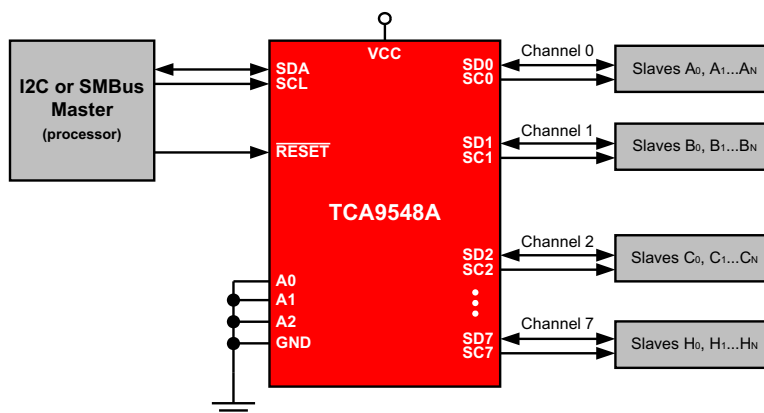 VCC
I2C or SMBus
Master
(processor)
SDA
SCL
RESET
TCA9548A
A0
A1
A2
GND
SD0
SC0
Channel 0
Slaves A0, A1...AN
SD1
SC1
Channel 1
Slaves B0, B1...BN
SD2
SC2
Channel 2
Slaves C0, C1...CN
SD7
SC7
Channel 7
Slaves H0, H1...HN